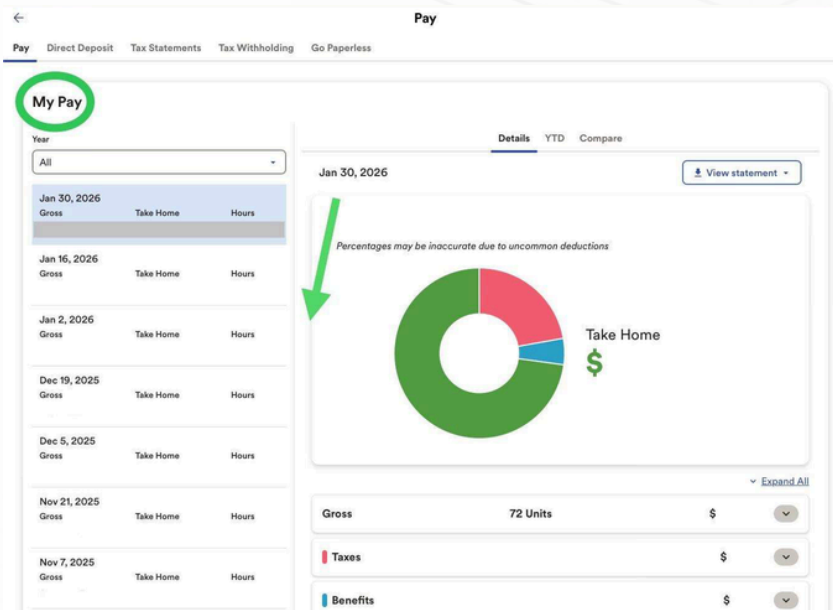 Pay
Pay Direct Deposit Tax Statements Tax Withholding Go Paperless
My Pay
Year
All
Jan 30, 2026
Gross Take Home Hours
Jan 16, 2026
Gross Take Home Hours
Jan 2, 2026
Gross Take Home Hours
Dec 19, 2025
Gross Take Home Hours
Dec 5, 2025
Gross Take Home Hours
Nov 21, 2025
Gross Take Home Hours
Nov 7, 2025
Gross Take Home Hours
Details YTD Compare
Jan 30, 2026 View statement
Percentages may be inaccurate due to uncommon deductions
Take Home
$
Expand All
Gross 72 Units $
Taxes $
Benefits $